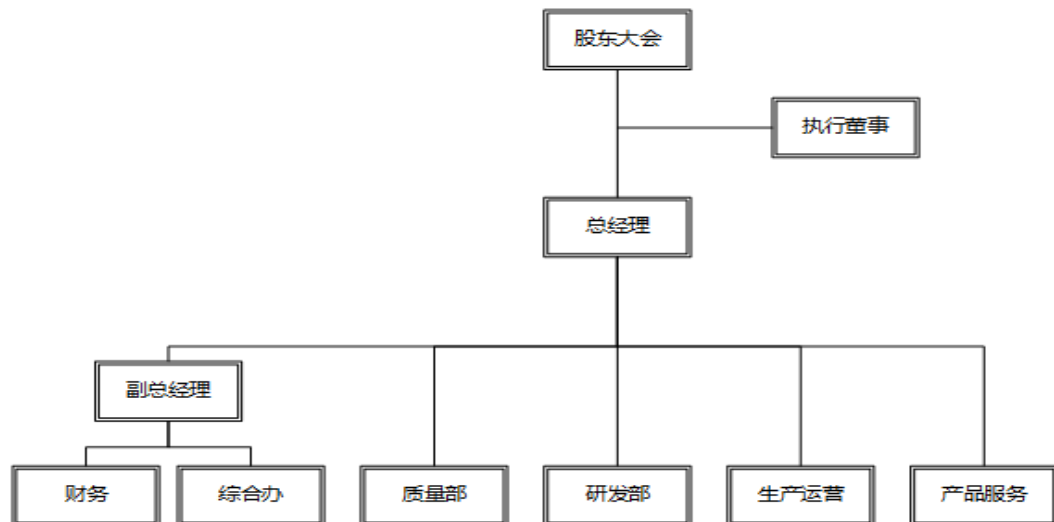 股东大会
执行董事
总经理
副总经理
财务
综合办
质量部
研发部
生产运营
产品服务